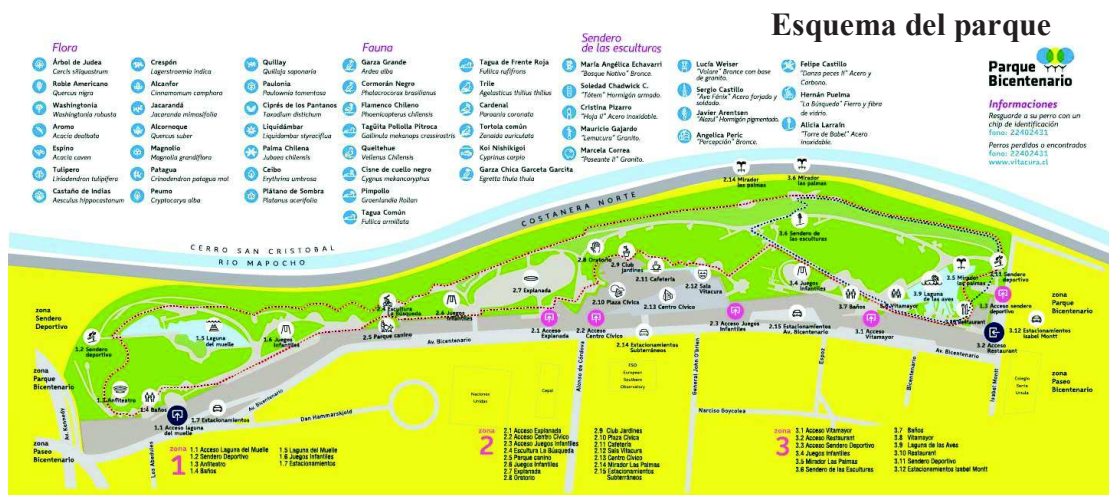 Esquema del parque
Flora
Árbol de Judea
Cercis siliquastrum
Roble Americano
Quercus nigra
Washingtonia
Washingtonia robusta
Aromo
Acacia dealbata
Espino
Acacia caven
Tulipero
Liriodendron tulipifera
Castaño de Indias
Aesculus hippocastanum
Crespón
Lagerstroemia indica
Alcanfor
Cinnamomum camphora
Jacarandá
Jacaranda mimosifolia
Alcornoque
Quercus suber
Magnolio
Magnolia grandiflora
Patagua
Crinodendron patagua mol
Peumo
Cryptocarya alba
Quillay
Quillaja saponaria
Paulonia
Paulownia tomentosa
Ciprés de los Pantanos
Taxodium distichum
Liquidámbar
Liquidambar styraciflua
Palma Chilena
Jubaea chilensis
Ceibo
Erythrina umbrosa
Plátano de Sombra
Platanus acerifolia
Fauna
Garza Grande
Ardea alba
Cormorán Negro
Photocrocorax brasilianus
Flamenco Chileno
Phoenicopterus chilensis
Tagüita Pollolla Pitroca
Gallinula melanops crassirostris
Queltehue
Vellenus Chilensis
Cisne de cuello negro
Cygnus melancoryphus
Pimpollo
Groenlandia Rollan
Tagua Común
Fullica armillata
Tagua de Frente Roja
Fullica rufifrons
Trile
Agelasticus thilius thilius
Cardenal
Paroania coronata
Tortola común
Zenaida auriculata
Koi Nishikigoi
Cyprinus carpio
Garza Chica Garceta Garcita
Egretta thula thula
Sendero
de las esculturas
María Angélica Echavarri
"Bosque Nativo" Bronce.
Soledad Chadwick C.
"Tótem" Hormigón armado.
Cristina Pizarro
"Hoja II" Acero inoxidable.
Mauricio Gajardo
"Lemucura" Granito.
Marcela Correa
"Paseante II" Granito.
Lucía Weiser
"Volare" Bronce con base
de granito.
Sergio Castillo
"Ave Fénix" Acero forjado y
soldado.
Javier Arentsen
"Nazul" Hormigón pigmentado.
Angelica Peric
"Percepción" Bronce.
Felipe Castillo
"Danza peces II" Acero y
Carbono.
Hernán Puelma
"La Búsqueda" Fierro y fibra
de vidrio.
Alicia Larraín
"Torre de Babel" Acero
inoxidable.
Parque
Bicentenario
Informaciones
Resguarde a su perro con un
chip de identificación
fono: 22402431
Perros perdidos o encontrados
fono: 22402431
www.vitacura.cl
CERRO SAN CRISTOBAL
RIO MAPOCHO
COSTANERA NORTE
2.14 Mirador
las palmas
3.6 Mirador
las palmas
3.6 Sendero de
las esculturas
2.8 Oratorio
2.9 Club
Jardines
2.11 Cafetería
2.12 Sala
Vitacura
2.10 Plaza Cívica
2.13 Centro Cívico
2.7 Explanada
2.4 Escultura
la búsqueda
2.6 Juegos
Infantiles
2.5 Parque canino
2.1 Acceso
Explanada
2.2 Acceso
Centro Cívico
2.14 Estacionamientos
Subterráneos
2.3 Acceso Juegos
Infantiles
2.15 Estacionamientos
Av. Bicentenario
3.4 Juegos
Infantiles
3.7 Baños
3.8 Vitamayor
3.1 Acceso
Vitamayor
3.9 Laguna
de las aves
3.5 Mirador
las palmas
3.11 Sendero
deportivo
3.3 Acceso sendero
deportivo
3.10 Restaurant
3.2 Acceso
Restaurant
3.12 Estacionamientos
Isabel Montt
1.2 Sendero
deportivo
1.5 Laguna
del muelle
1.6 Juegos
Infantiles
1.3 Anfiteatro
1.4 Baños
1.1 Acceso laguna
del muelle
1.7 Estacionamientos
zona
Sendero
Deportivo
zona
Parque
Bicentenario
zona
Paseo
Bicentenario
zona
Parque
Bicentenario
zona
Paseo
Bicentenario
Av. Kennedy
Los Abedules
Av. Bicentenario
Dan Hammarskjold
Av. Bicentenario
Naciones
Unidas
Cepal
Alonso de Córdova
ESO
European
Southern
Observatory
General John O'Brien
Narciso Goycolea
Espoz
Bicentenario
Av. Bicentenario
Isabel Montt
Colegio
Santa
Ursula
zona
1
1.1 Acceso Laguna del Muelle
1.2 Sendero Deportivo
1.3 Anfiteatro
1.4 Baños
1.5 Laguna del Muelle
1.6 Juegos Infantiles
1.7 Estacionamientos
zona
2
2.1 Acceso Explanada
2.2 Acceso Centro Cívico
2.3 Acceso Juegos Infantiles
2.4 Escultura La Búsqueda
2.5 Parque canino
2.6 Juegos Infantiles
2.7 Explanada
2.8 Oratorio
2.9 Club Jardines
2.10 Plaza Cívica
2.11 Cafetería
2.12 Sala Vitacura
2.13 Centro Cívico
2.14 Mirador Las Palmas
2.15 Estacionamientos
Subterráneos
zona
3
3.1 Acceso Vitamayor
3.2 Acceso Restaurant
3.3 Acceso Sendero Deportivo
3.4 Juegos Infantiles
3.5 Mirador Las Palmas
3.6 Sendero de las Esculturas
3.7 Baños
3.8 Vitamayor
3.9 Laguna de las Aves
3.10 Restaurant
3.11 Sendero Deportivo
3.12 Estacionamientos Isabel Montt